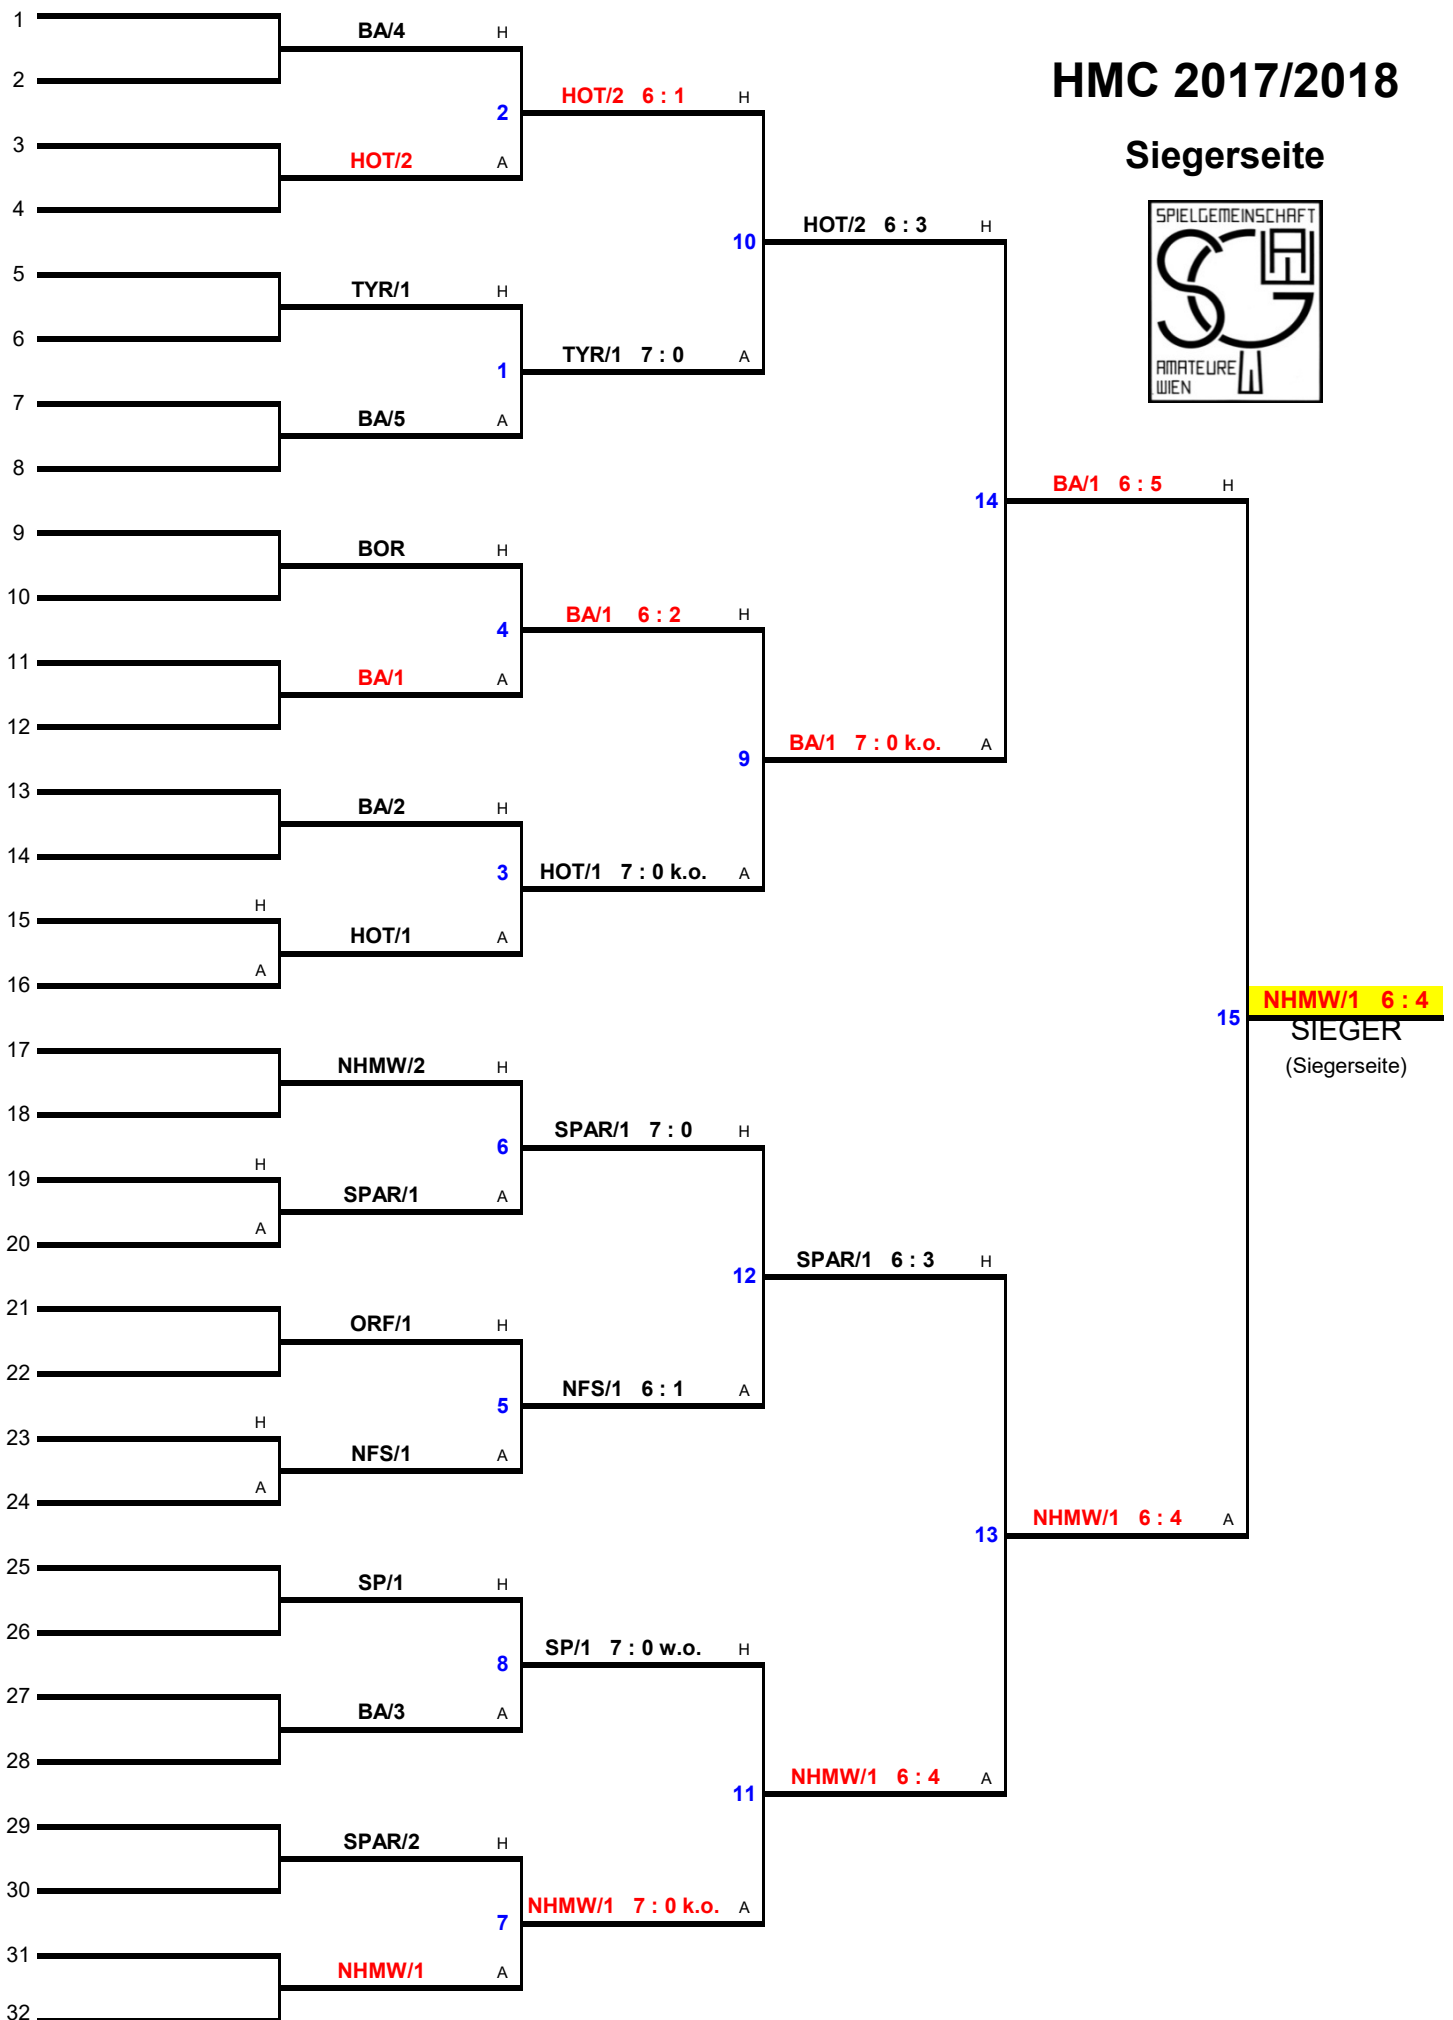 HMC 2017/2018
Siegerseite
SPIELGEMEINSCHAFT
SG
AW
AMATEURE
WIEN
W
1
BA/4 H
2
2
HOT/2 6 : 1 H
3
HOT/2 A
4
10
HOT/2 6 : 3 H
5
TYR/1 H
6
1
TYR/1 7 : 0 A
7
BA/5 A
8
14
BA/1 6 : 5 H
9
BOR H
10
4
BA/1 6 : 2 H
11
BA/1 A
12
9
BA/1 7 : 0 k.o. A
13
BA/2 H
14
3
HOT/1 7 : 0 k.o. A
15 H
HOT/1 A
16 A
15
NHMW/1 6 : 4
SIEGER
(Siegerseite)
17
NHMW/2 H
18
6
SPAR/1 7 : 0 H
19 H
SPAR/1 A
20 A
12
SPAR/1 6 : 3 H
21
ORF/1 H
22
5
NFS/1 6 : 1 A
23 H
NFS/1 A
24 A
13
NHMW/1 6 : 4 A
25
SP/1 H
26
8
SP/1 7 : 0 w.o. H
27
BA/3 A
28
11
NHMW/1 6 : 4 A
29
SPAR/2 H
30
7
NHMW/1 7 : 0 k.o. A
31
NHMW/1 A
32